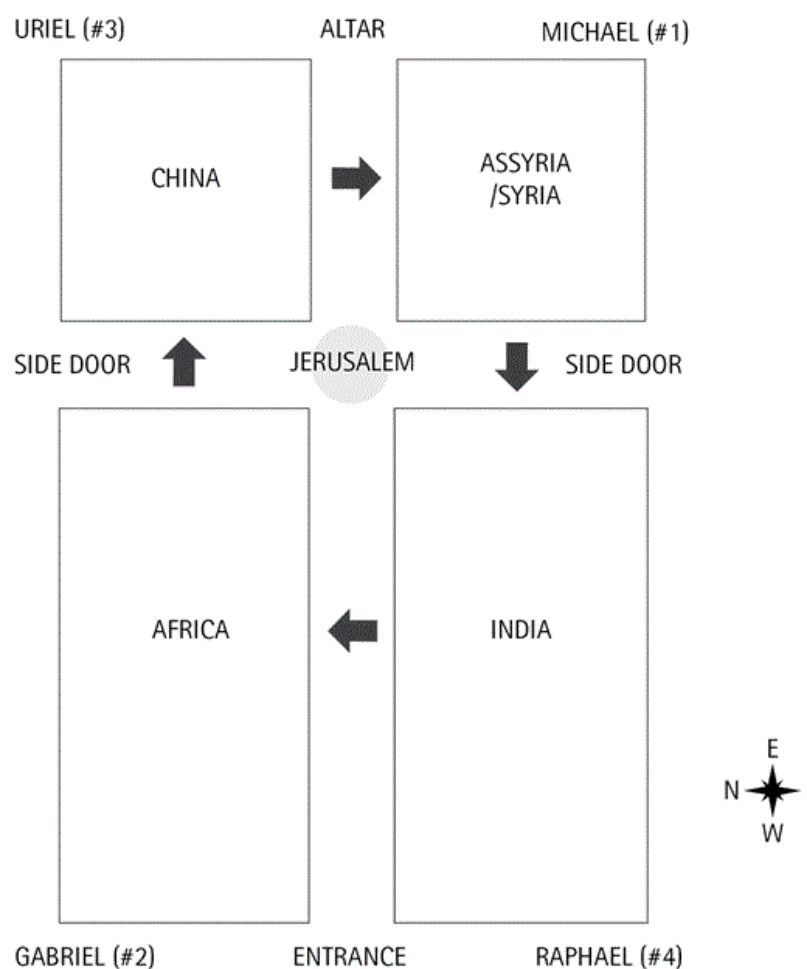 URIEL (#3) ALTAR MICHAEL (#1)
CHINA
ASSYRIA
/SYRIA
SIDE DOOR JERUSALEM SIDE DOOR
AFRICA INDIA
E
N
W
GABRIEL (#2) ENTRANCE RAPHAEL (#4)